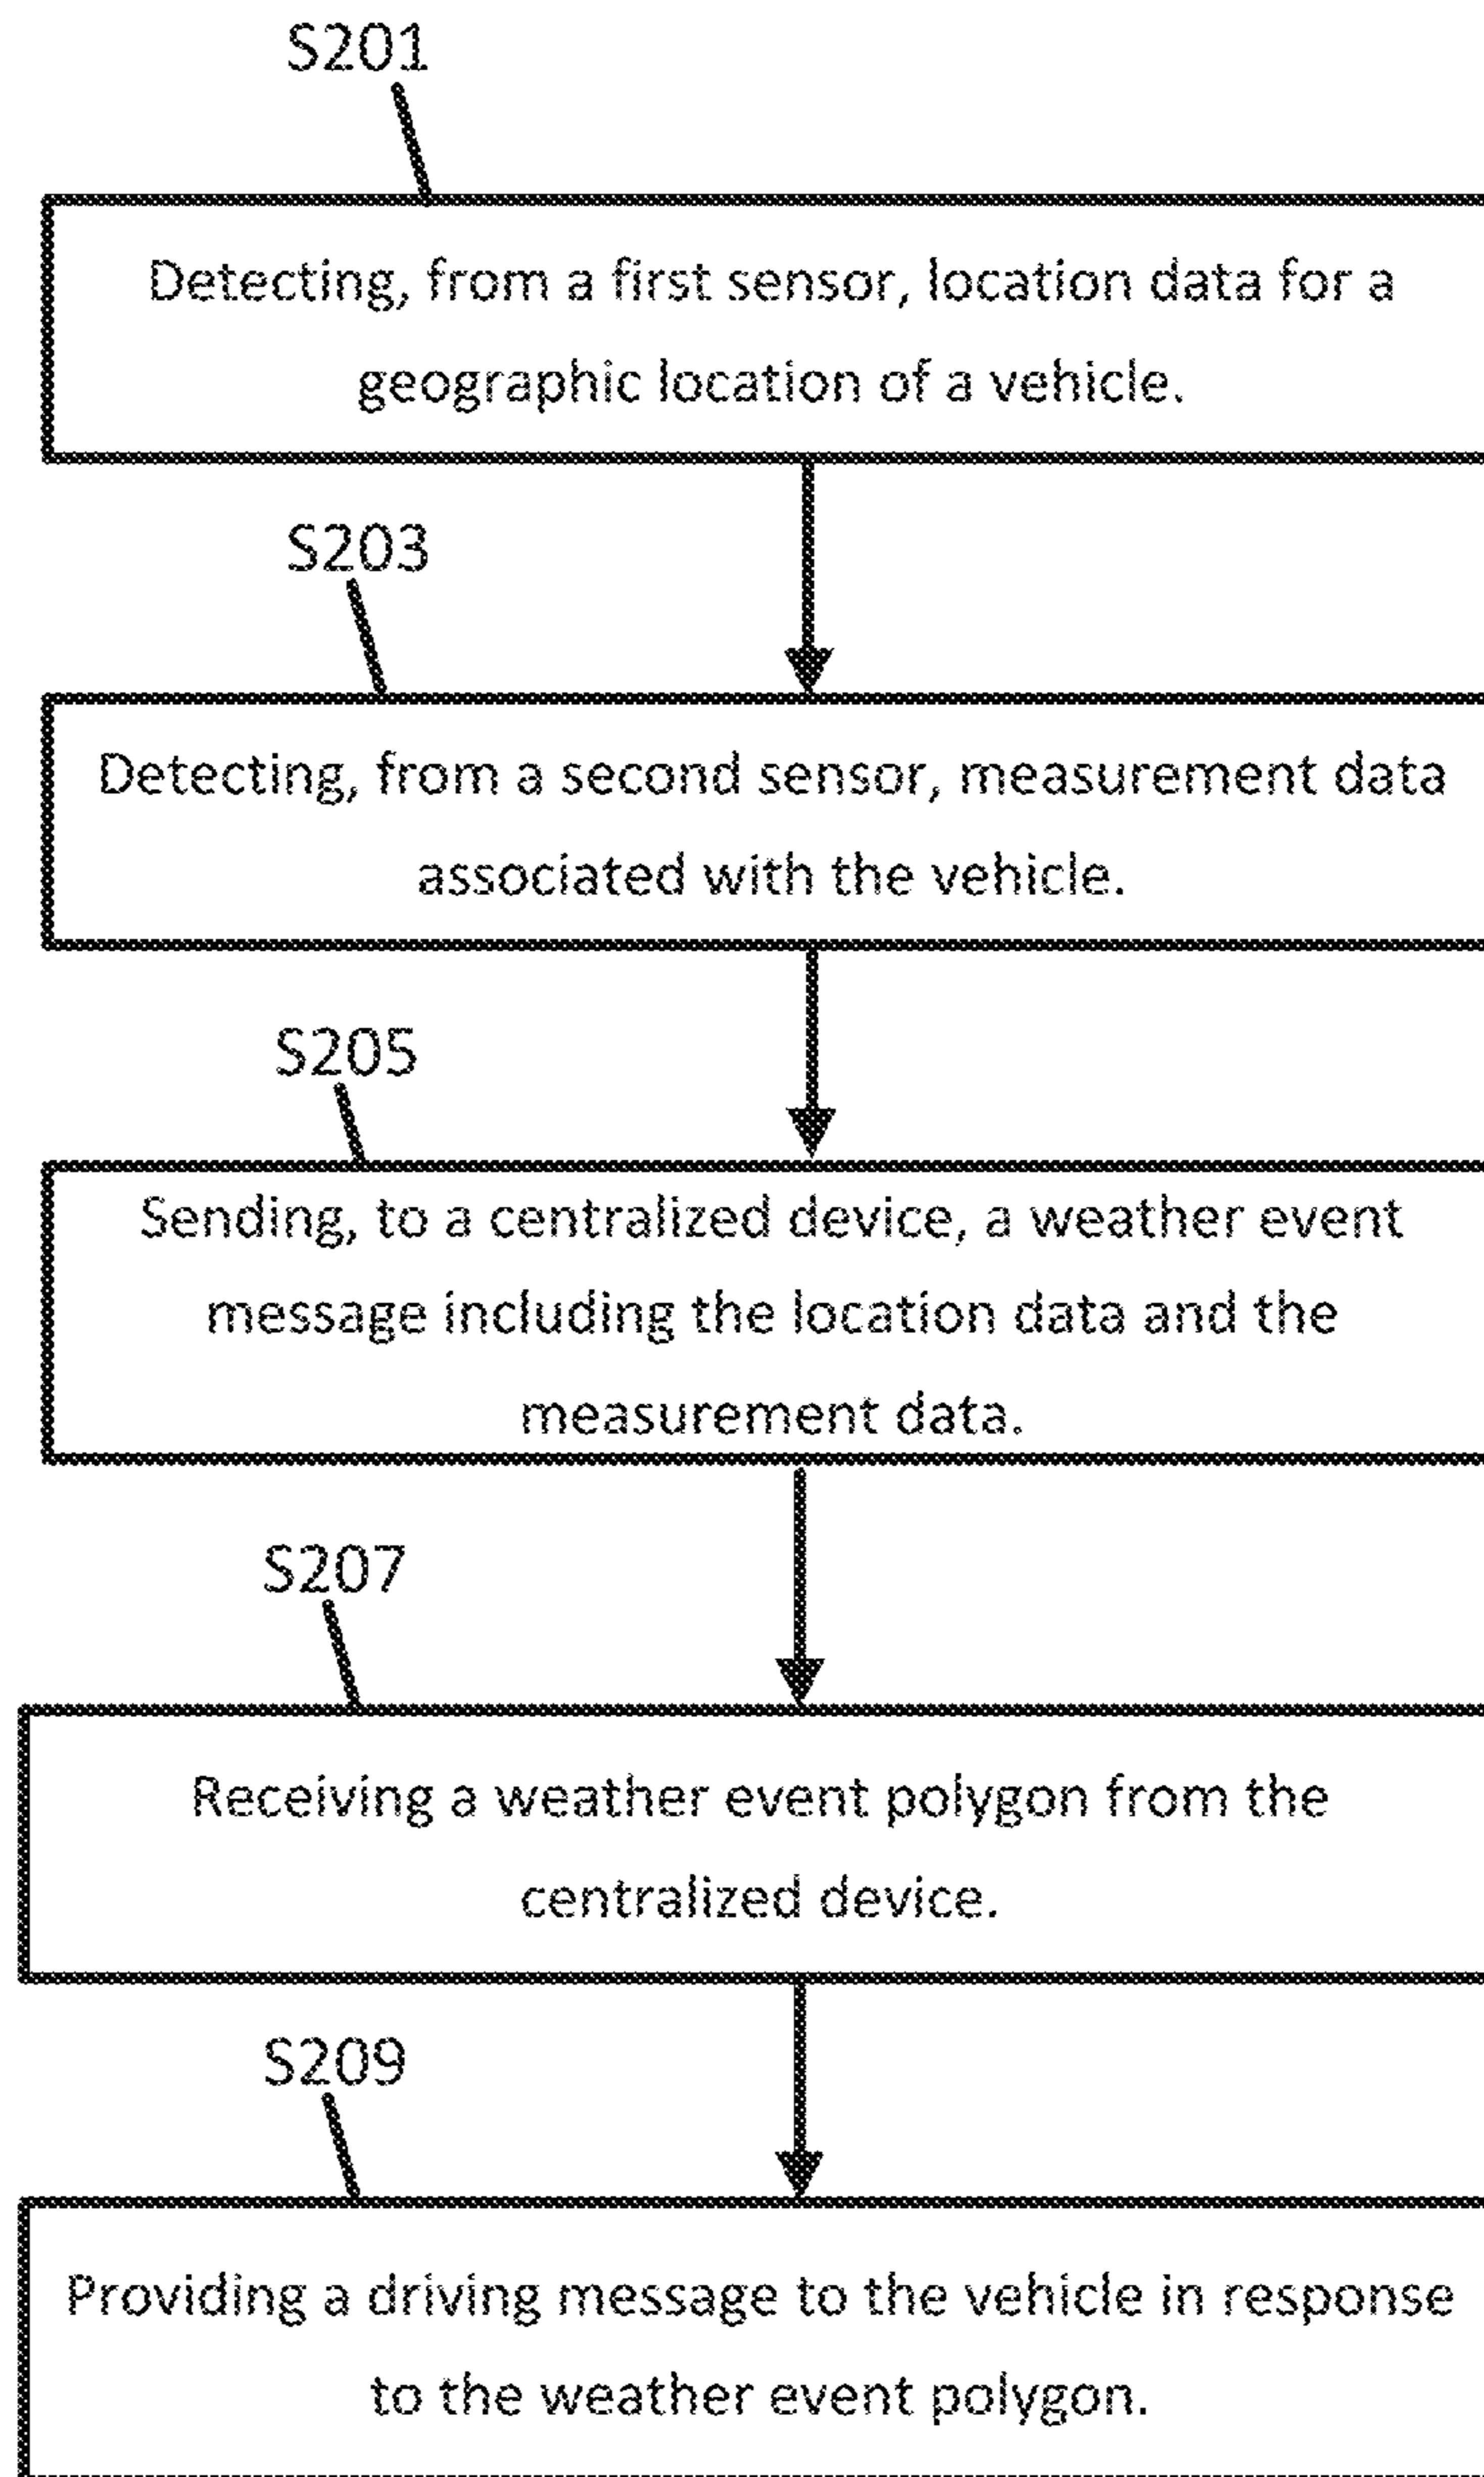 S201
Detecting, from a first sensor, location data for a
geographic location of a vehicle.
S203
Detecting, from a second sensor, measurement data
associated with the vehicle.
S205
Sending, to a centralized device, a weather event
message including the location data and the
measurement data.
S207
Receiving a weather event polygon from the
centralized device.
S209
Providing a driving message to the vehicle in response
to the weather event polygon.